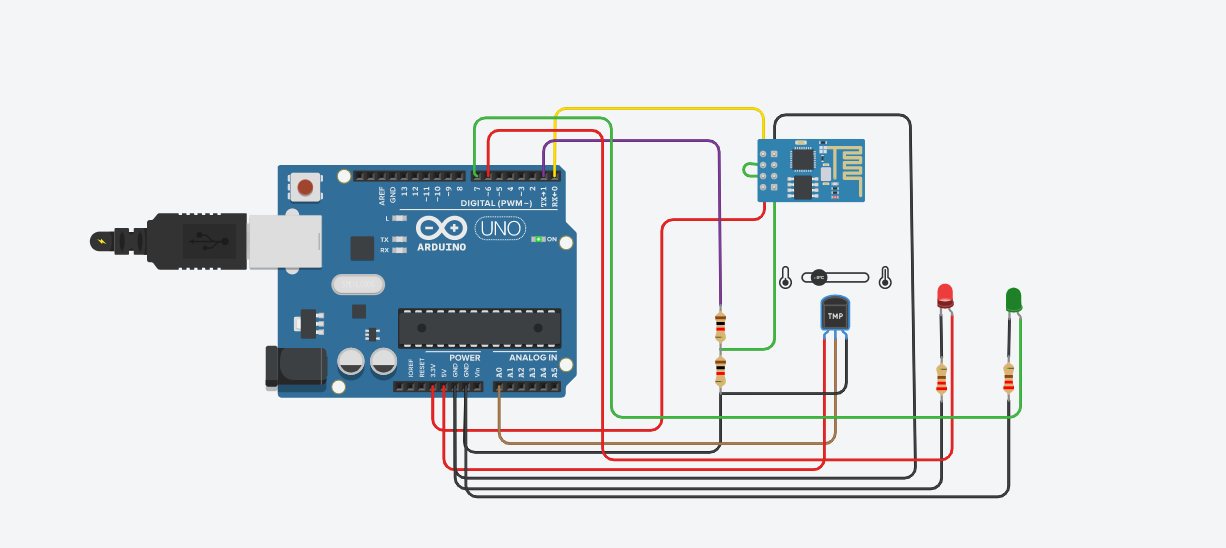 AREF
GND
13
12
~11
~10
~9
8
7
~6
~5
4
~3
2
TX→1
RX←0
DIGITAL (PWM~)
L
TX
RX
ARDUINO
UNO
ON
TMP
POWER
ANALOG IN
IOREF
RESET
3.3V
5V
GND
GND
Vin
A0
A1
A2
A3
A4
A5